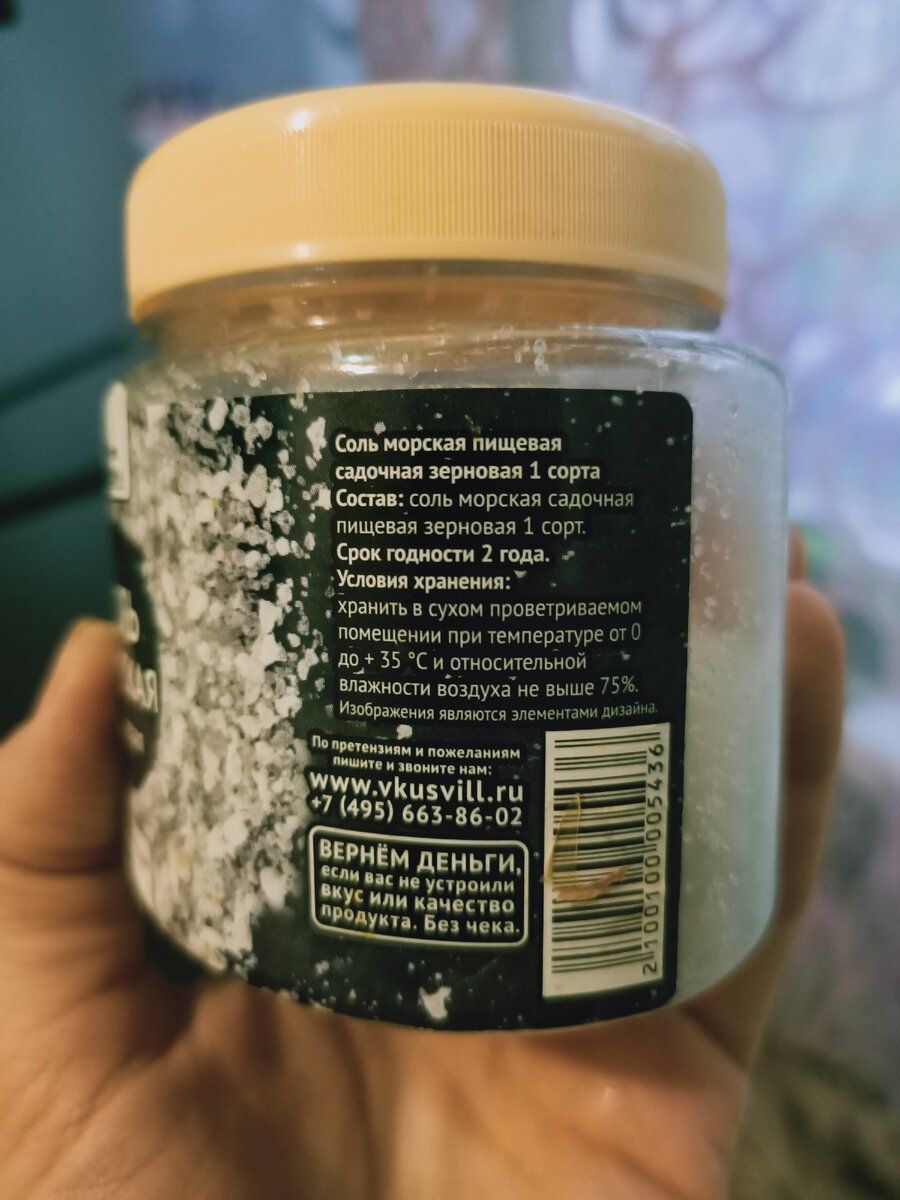 Соль морская пищевая
садочная зерновая 1 сорта
Состав: соль морская садочная
пищевая зерновая 1 сорт.
Срок годности 2 года.
Условия хранения:
хранить в сухом проветриваемом
помещении при температуре от 0
до + 35 °C и относительной
влажности воздуха не выше 75%.
Изображения являются элементами дизайна.
По претензиям и пожеланиям
пишите и звоните нам:
www.vkusvill.ru
+7 (495) 663-86-02
ВЕРНЁМ ДЕНЬГИ,
если вас не устроили
вкус или качество
продукта. Без чека.
2 100100 005436